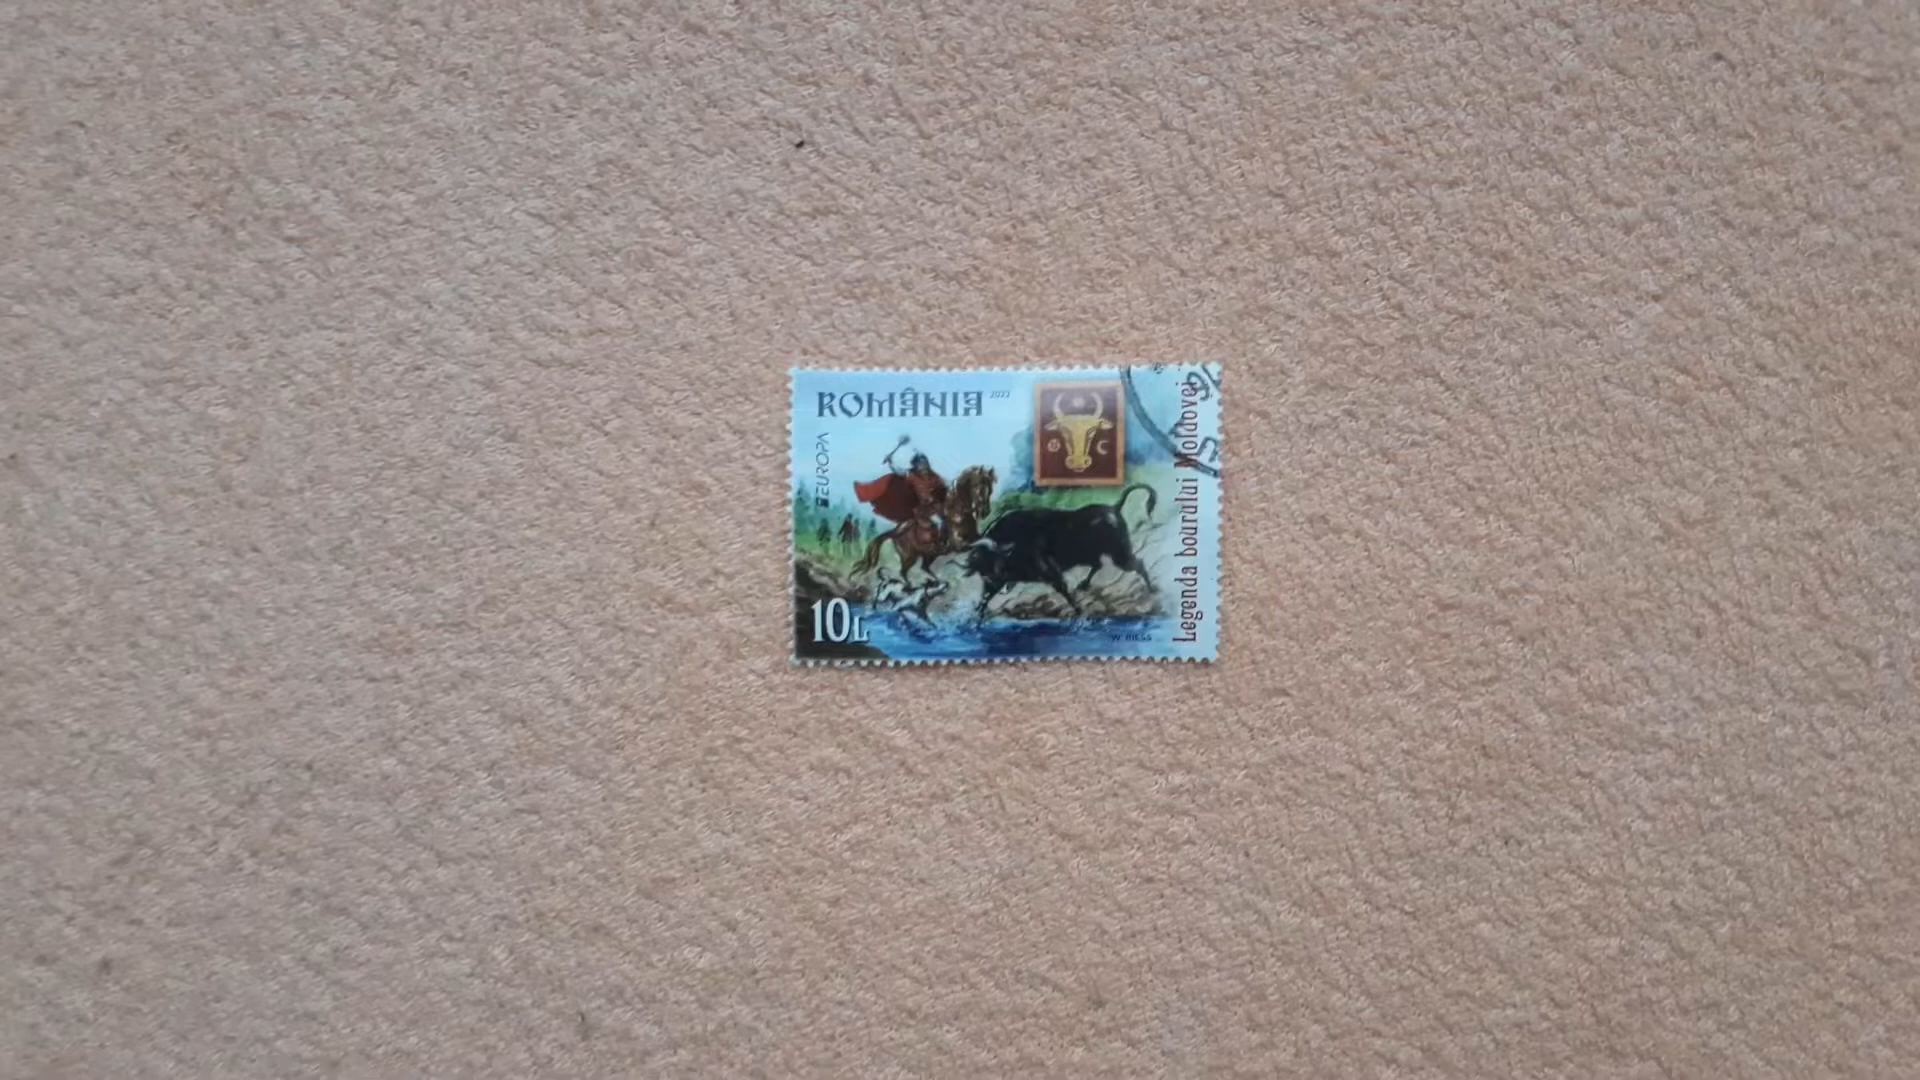 ROMÂNIA 2022
EUROPA
10L
Legenda bourului Moldovei
W. RIESS